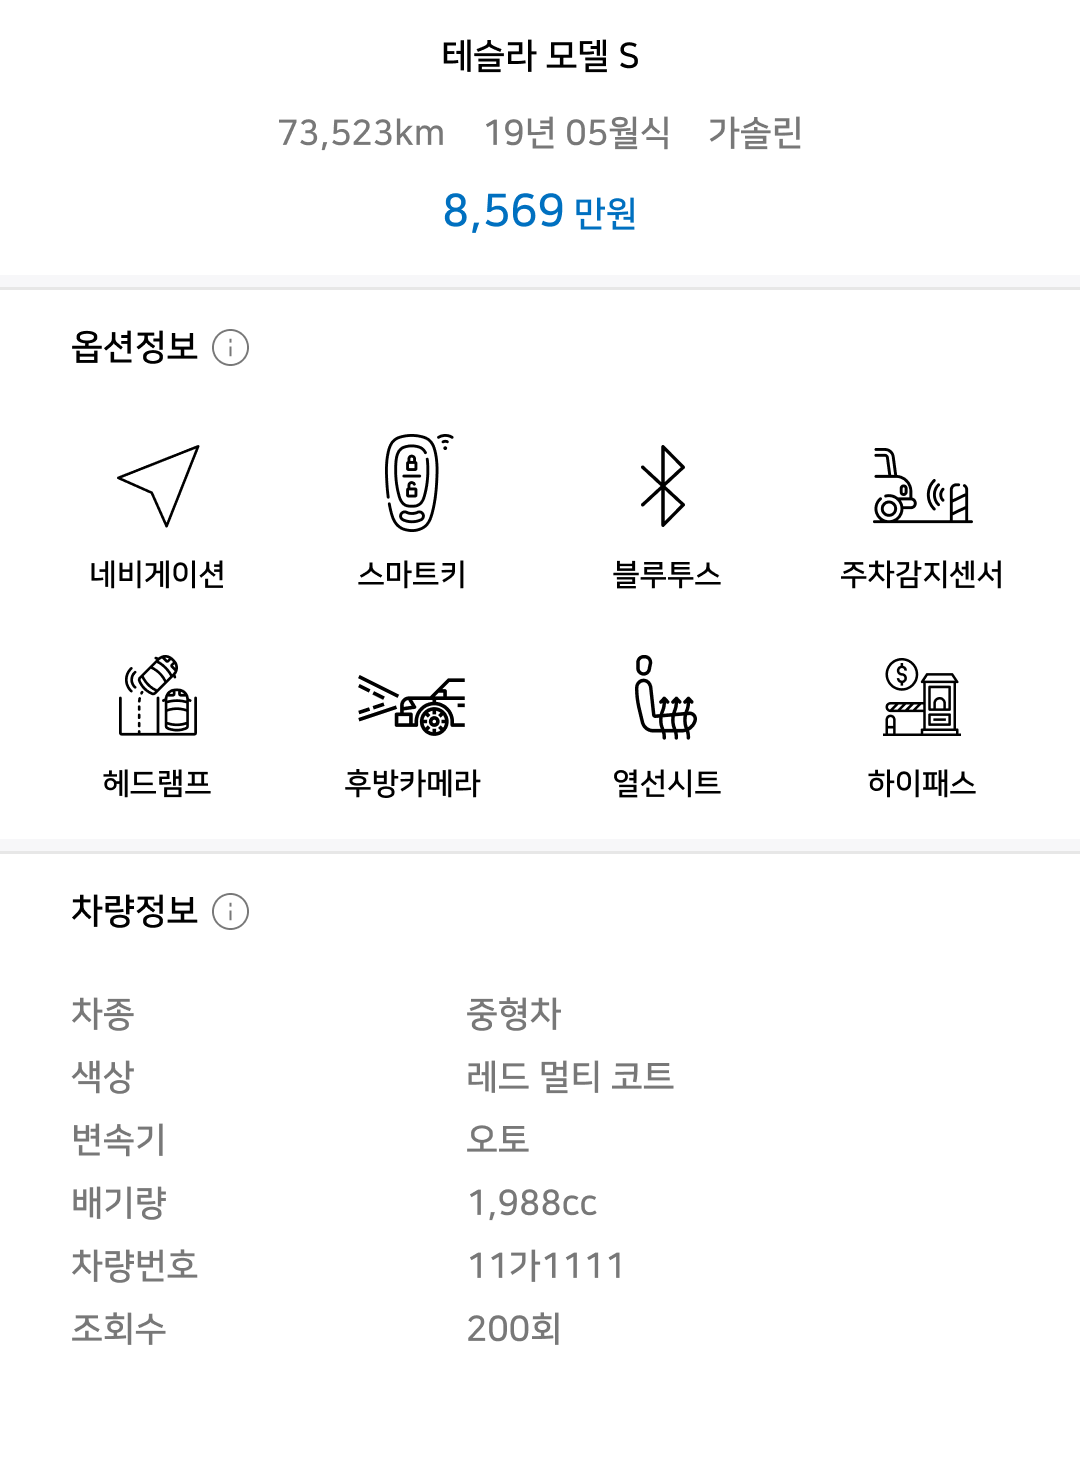 테슬라 모델 S
73,523km 19년 05월식 가솔린
8,569 만원
옵션정보
네비게이션 스마트키 블루투스 주차감지센서
헤드램프 후방카메라 열선시트 하이패스
차량정보
차종 중형차
색상 레드 멀티 코트
변속기 오토
배기량 1,988cc
차량번호 11가1111
조회수 200회